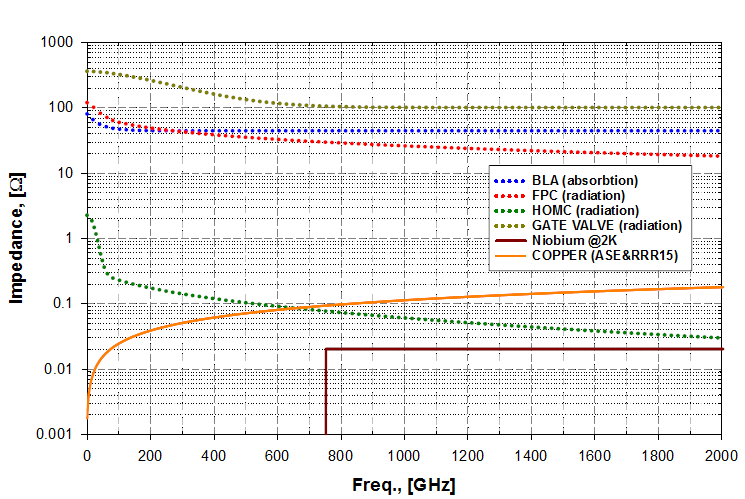 1000
100
10
1
0.1
0.01
0.001
Impedance, [Ω]
BLA (absorbtion)
FPC (radiation)
HOMC (radiation)
GATE VALVE (radiation)
Niobium @2K
COPPER (ASE&RRR15)
0 200 400 600 800 1000 1200 1400 1600 1800 2000
Freq., [GHz]